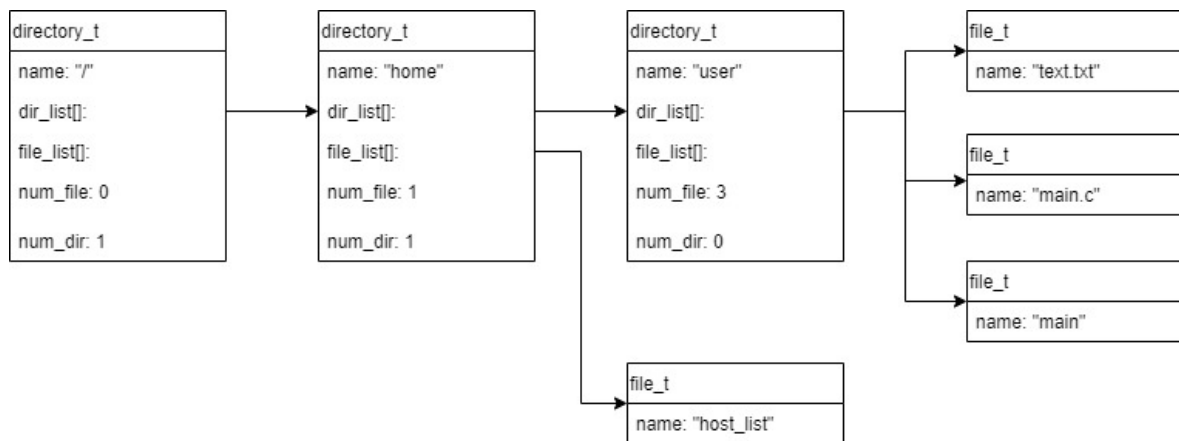 directory_t
name: "/"
dir_list[]:
file_list[]:
num_file: 0
num_dir: 1
directory_t
name: "home"
dir_list[]:
file_list[]:
num_file: 1
num_dir: 1
directory_t
name: "user"
dir_list[]:
file_list[]:
num_file: 3
num_dir: 0
file_t
name: "text.txt"
file_t
name: "main.c"
file_t
name: "main"
file_t
name: "host_list"